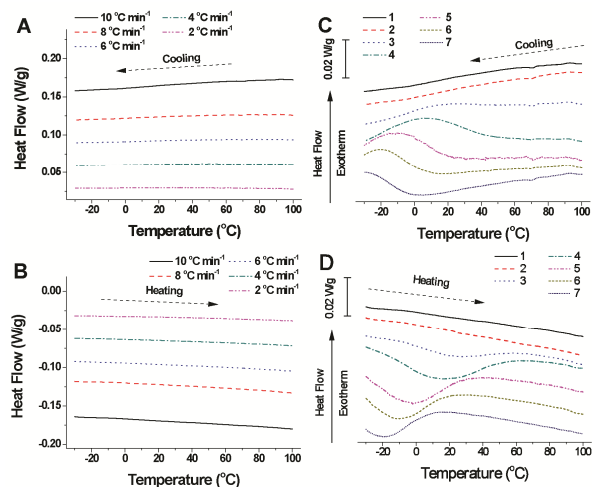 A
10 °C min⁻¹
4 °C min⁻¹
8 °C min⁻¹
2 °C min⁻¹
6 °C min⁻¹
Cooling
0.20
0.15
0.10
0.05
Heat Flow (W/g)
-20
0
20
40
60
80
100
Temperature (°C)
C
1
2
3
4
5
6
7
0.02 W/g
Cooling
Heat Flow
Exotherm
-20
0
20
40
60
80
100
Temperature (°C)
B
10 °C min⁻¹
6 °C min⁻¹
8 °C min⁻¹
4 °C min⁻¹
2 °C min⁻¹
Heating
0.00
-0.05
-0.10
-0.15
-0.20
Heat Flow (W/g)
-20
0
20
40
60
80
100
Temperature (°C)
D
1
2
3
4
5
6
7
0.02 W/g
Heating
Heat Flow
Exotherm
-20
0
20
40
60
80
100
Temperature (°C)